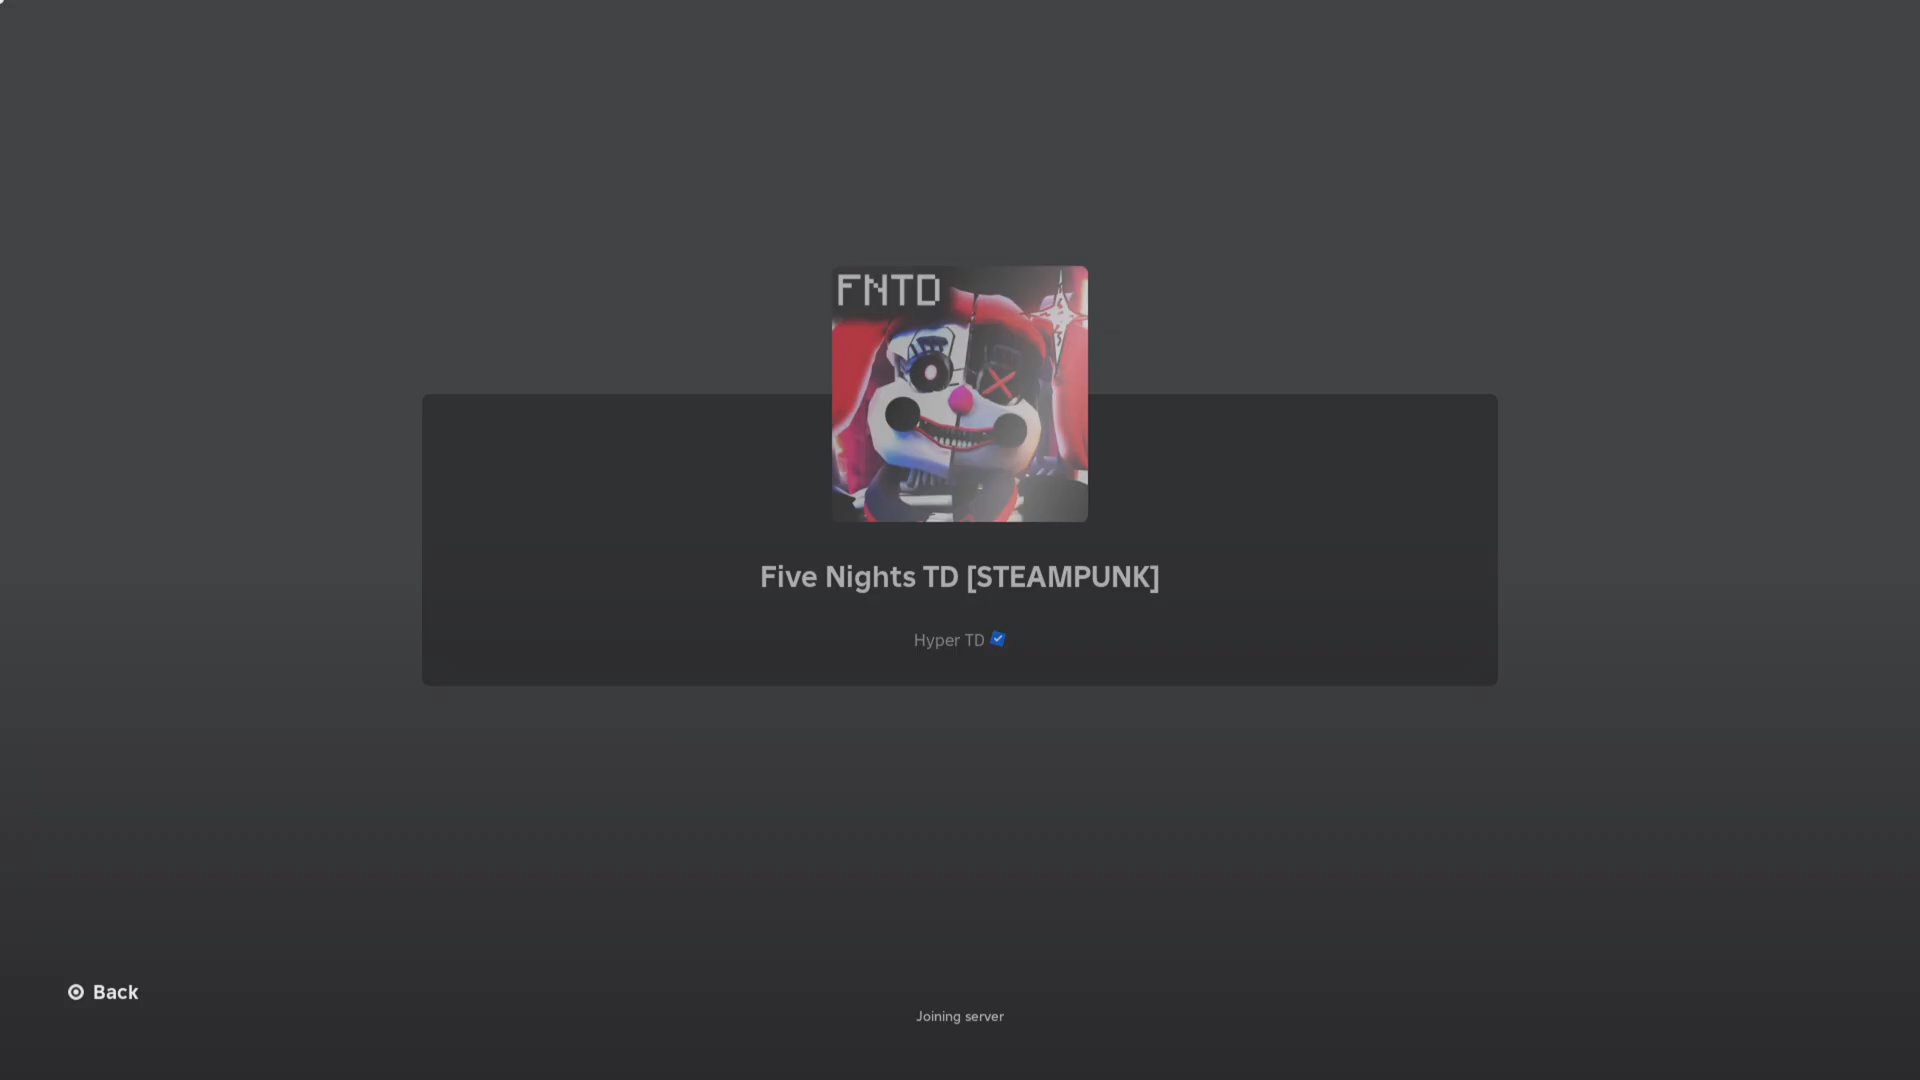 FNTD
Five Nights TD [STEAMPUNK]
Hyper TD
Back
Joining server